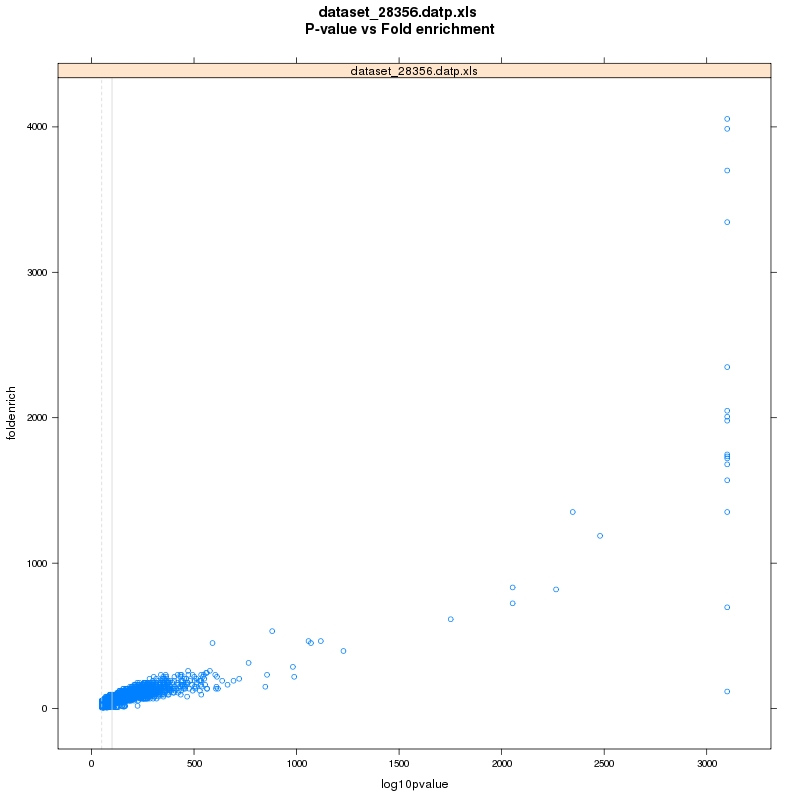 dataset_28356.datp.xls
P-value vs Fold enrichment
dataset_28356.datp.xls
4000
3000
2000
1000
0
foldenrich
0 500 1000 1500 2000 2500 3000
log10pvalue